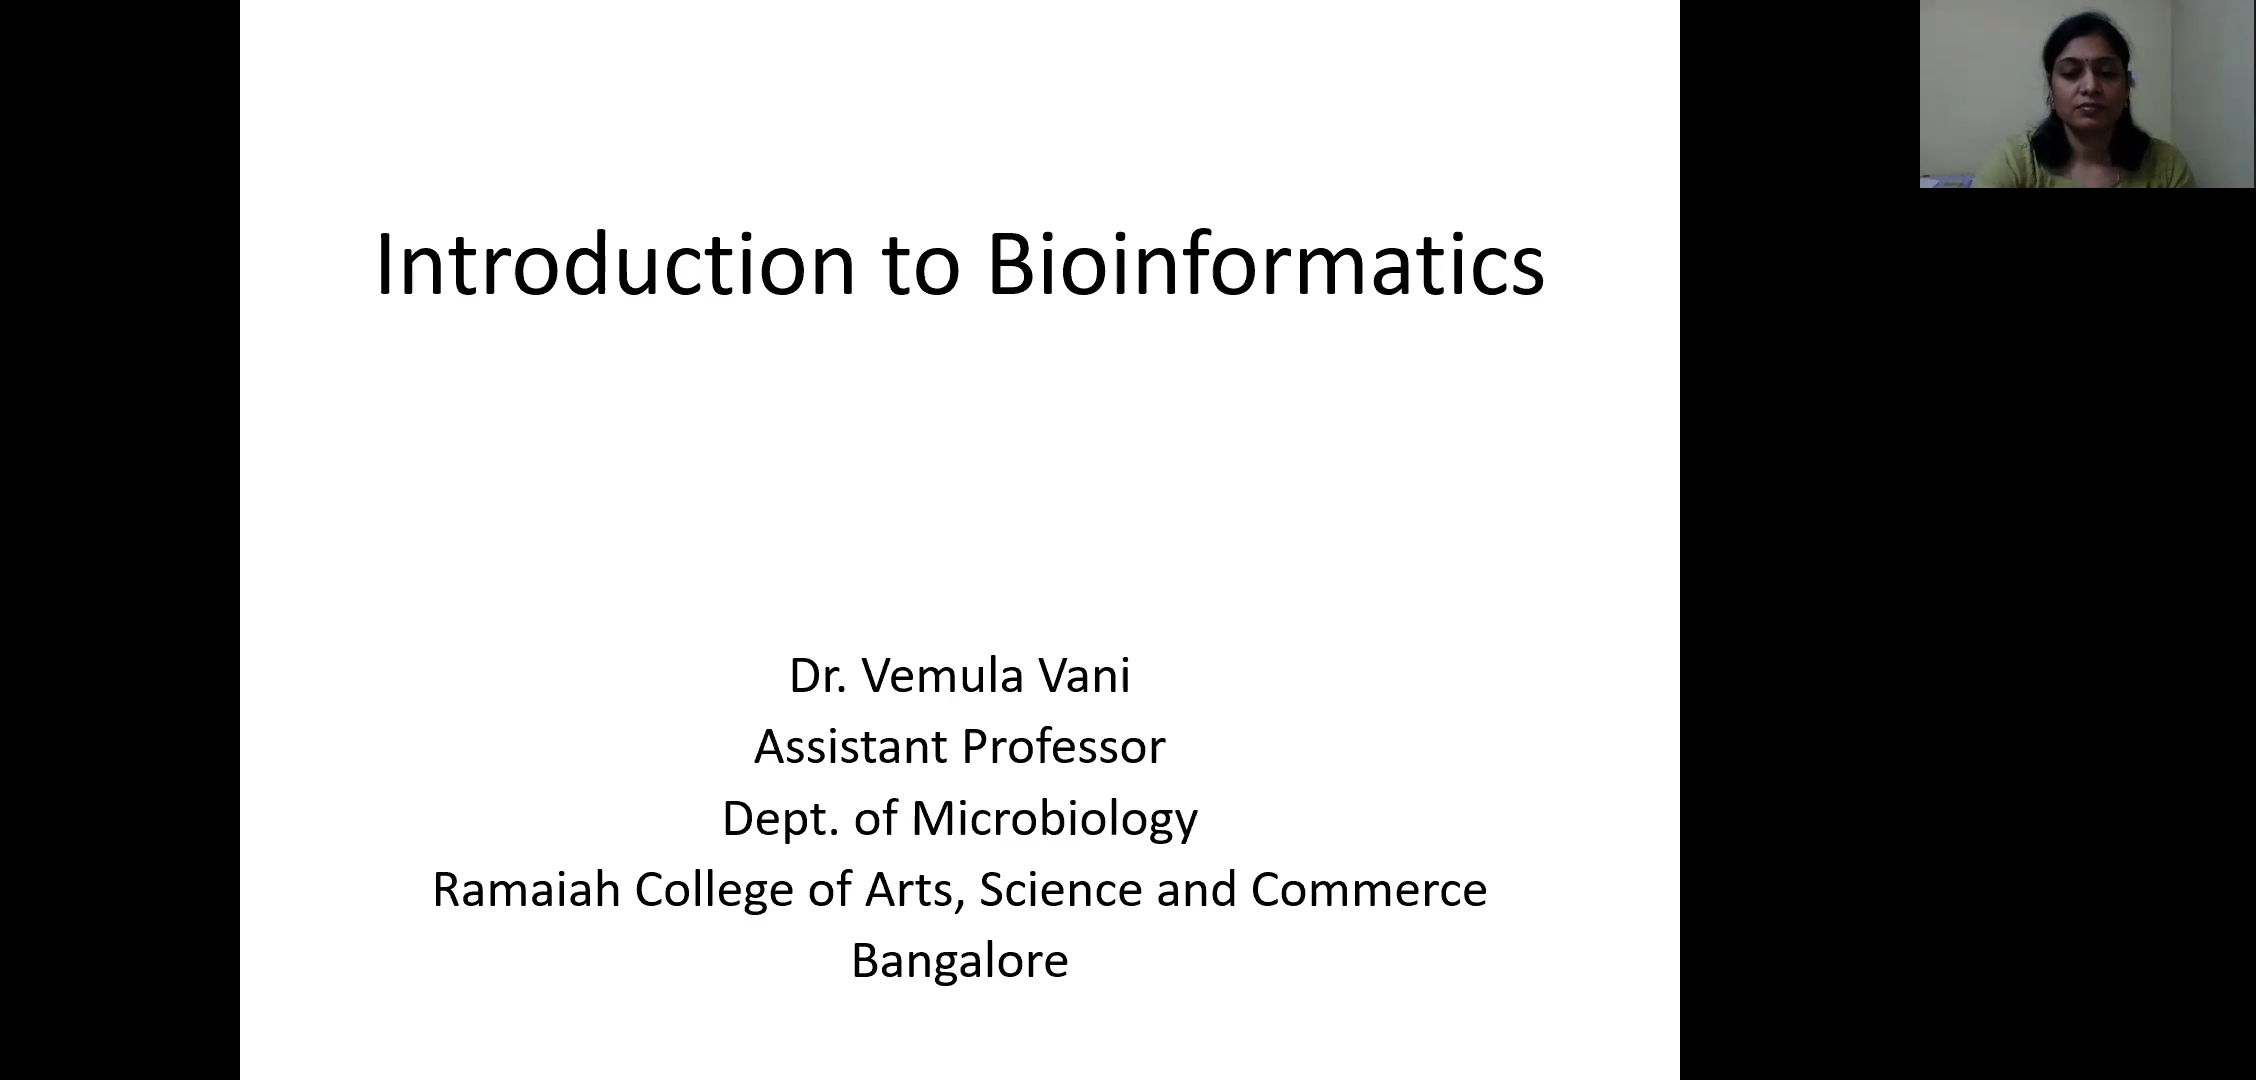 Introduction to Bioinformatics
Dr. Vemula Vani
Assistant Professor
Dept. of Microbiology
Ramaiah College of Arts, Science and Commerce
Bangalore